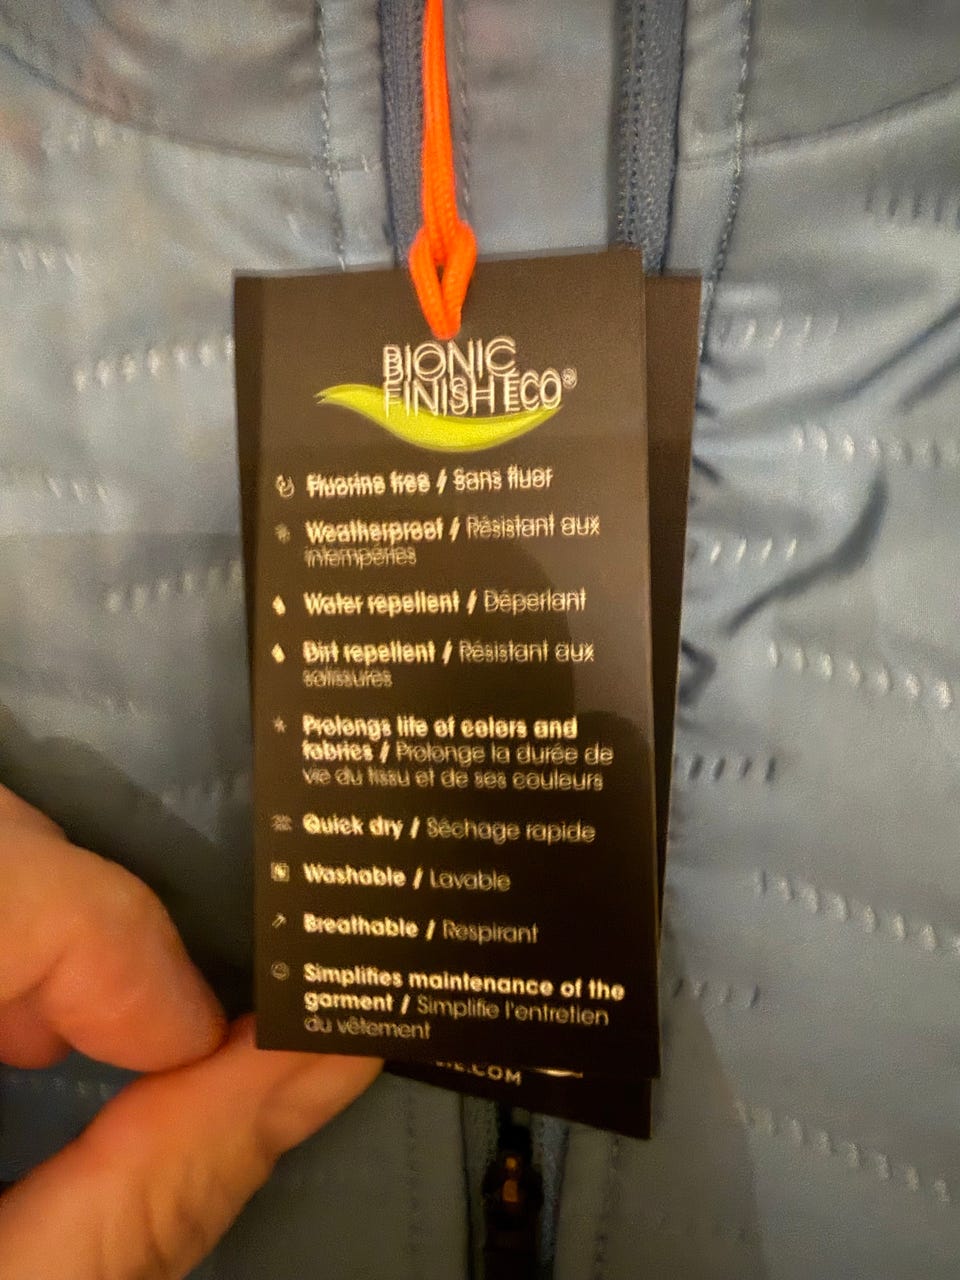 BIONIC
FINISH ECO®
Fluorine free / Sans fluor
Weatherproof / Résistant aux
intempéries
Water repellent / Déperlant
Dirt repellent / Résistant aux
salissures
Prolongs life of colors and
fabrics / Prolonge la durée de
vie du tissu et de ses couleurs
Quick dry / Séchage rapide
Washable / Lavable
Breathable / Respirant
Simplifies maintenance of the
garment / Simplifie l'entretien
du vêtement
.COM